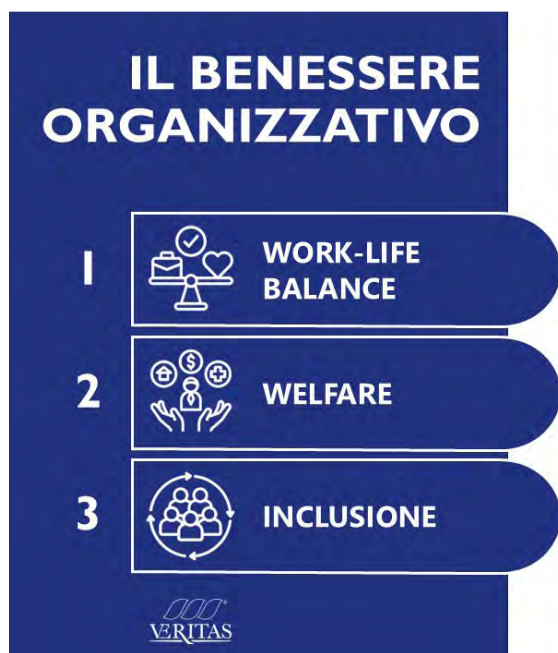 IL BENESSERE
ORGANIZZATIVO
1
WORK-LIFE
BALANCE
2
WELFARE
3
INCLUSIONE
VERITAS